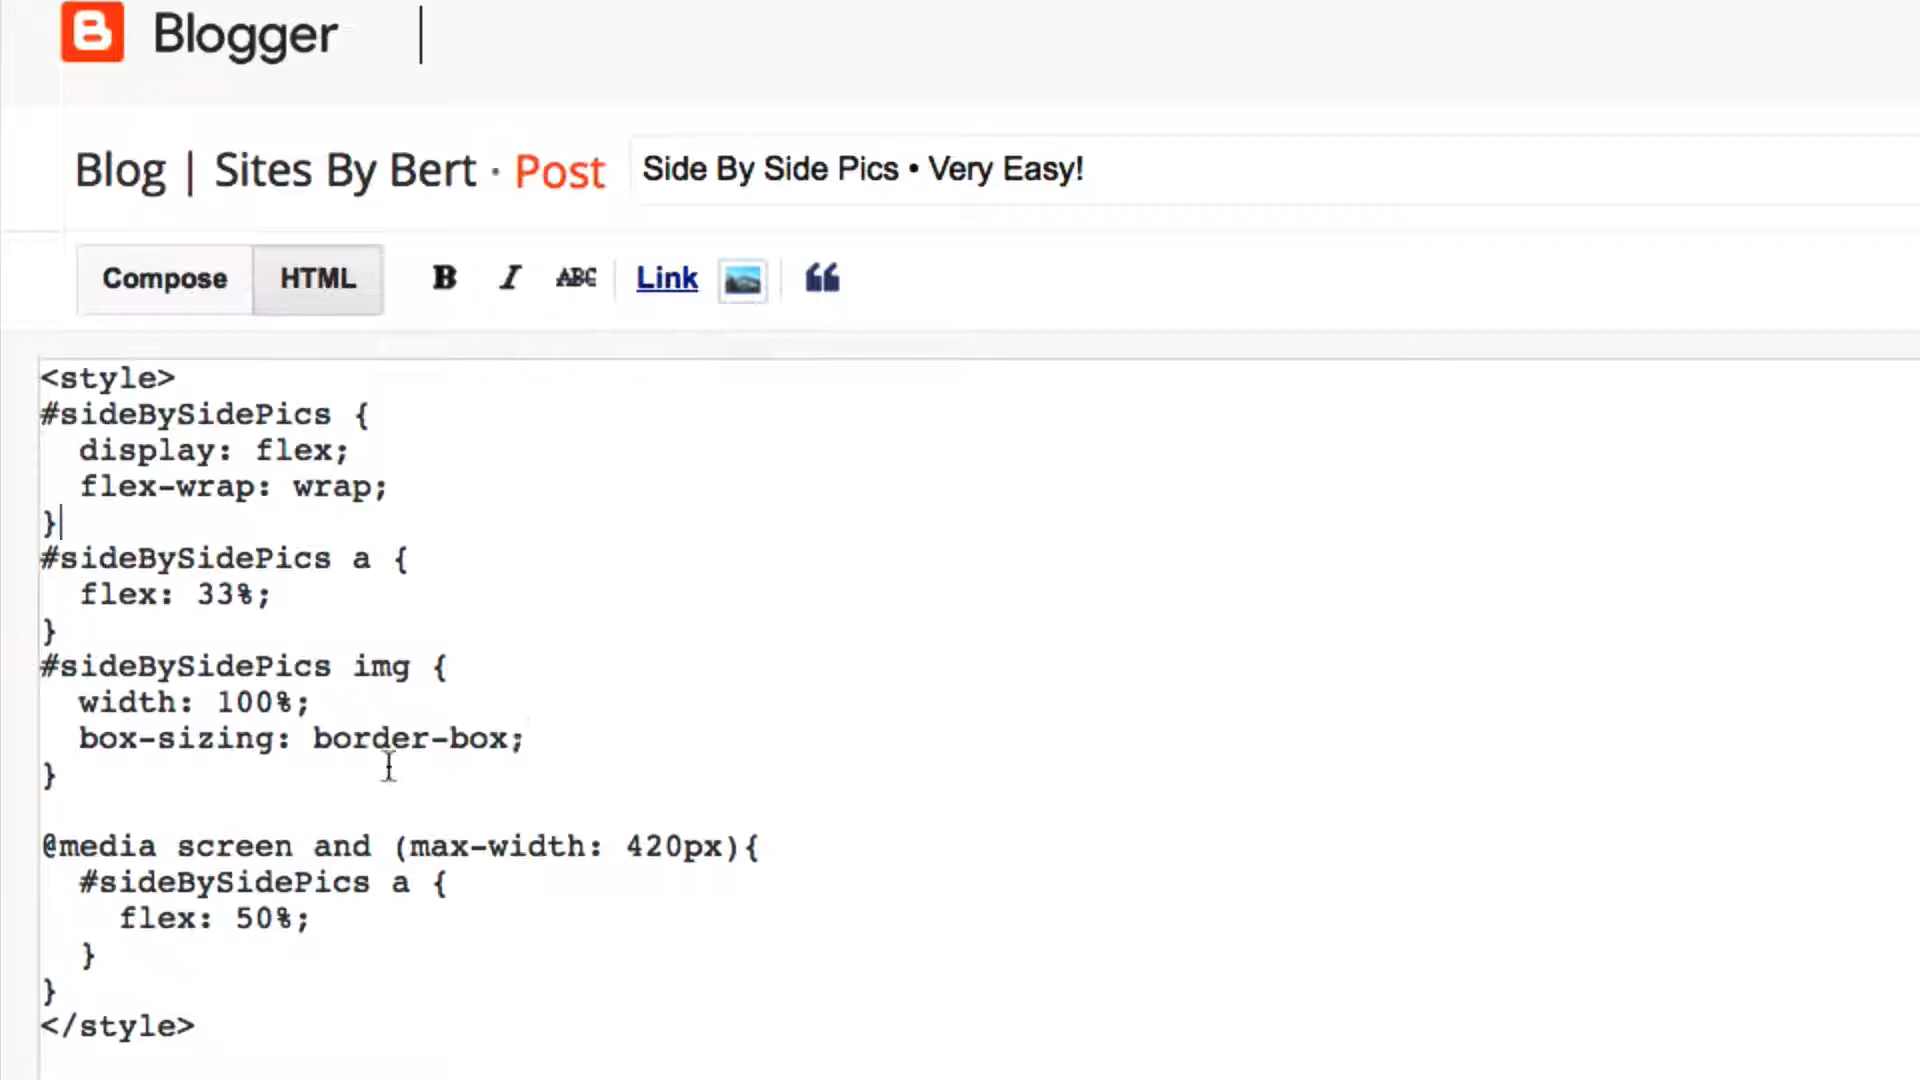 B Blogger
Blog | Sites By Bert · Post Side By Side Pics • Very Easy!
Compose HTML B I ABC Link
<style>
#sideBySidePics {
  display: flex;
  flex-wrap: wrap;
}
#sideBySidePics a {
  flex: 33%;
}
#sideBySidePics img {
  width: 100%;
  box-sizing: border-box;
}
@media screen and (max-width: 420px){
  #sideBySidePics a {
    flex: 50%;
  }
}
</style>